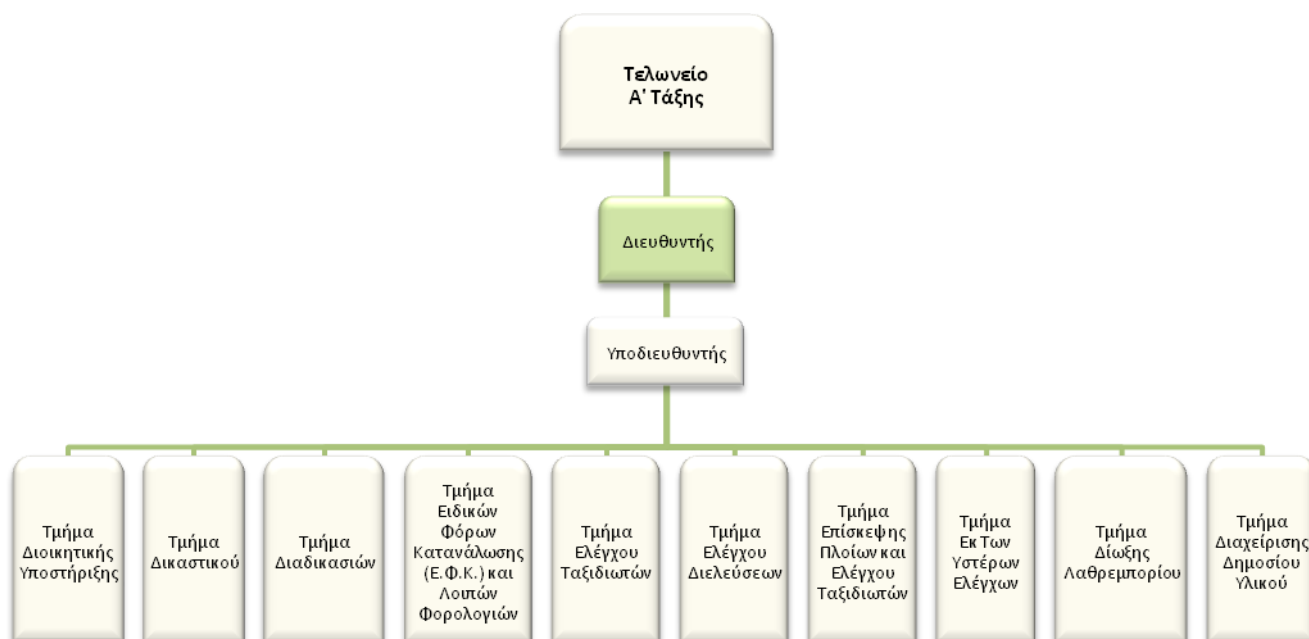 Τελωνείο
Α' Τάξης
Διευθυντής
Υποδιευθυντής
Τμήμα
Διοικητικής
Υποστήριξης
Τμήμα
Δικαστικού
Τμήμα
Διαδικασιών
Τμήμα
Ειδικών
Φόρων
Κατανάλωσης
(Ε.Φ.Κ.) και
Λοιπών
Φορολογιών
Τμήμα
Ελέγχου
Ταξιδιωτών
Τμήμα
Ελέγχου
Διελεύσεων
Τμήμα
Επίσκεψης
Πλοίων και
Ελέγχου
Ταξιδιωτών
Τμήμα
Εκ Των
Υστέρων
Ελέγχων
Τμήμα
Δίωξης
Λαθρεμπορίου
Τμήμα
Διαχείρισης
Δημοσίου
Υλικού